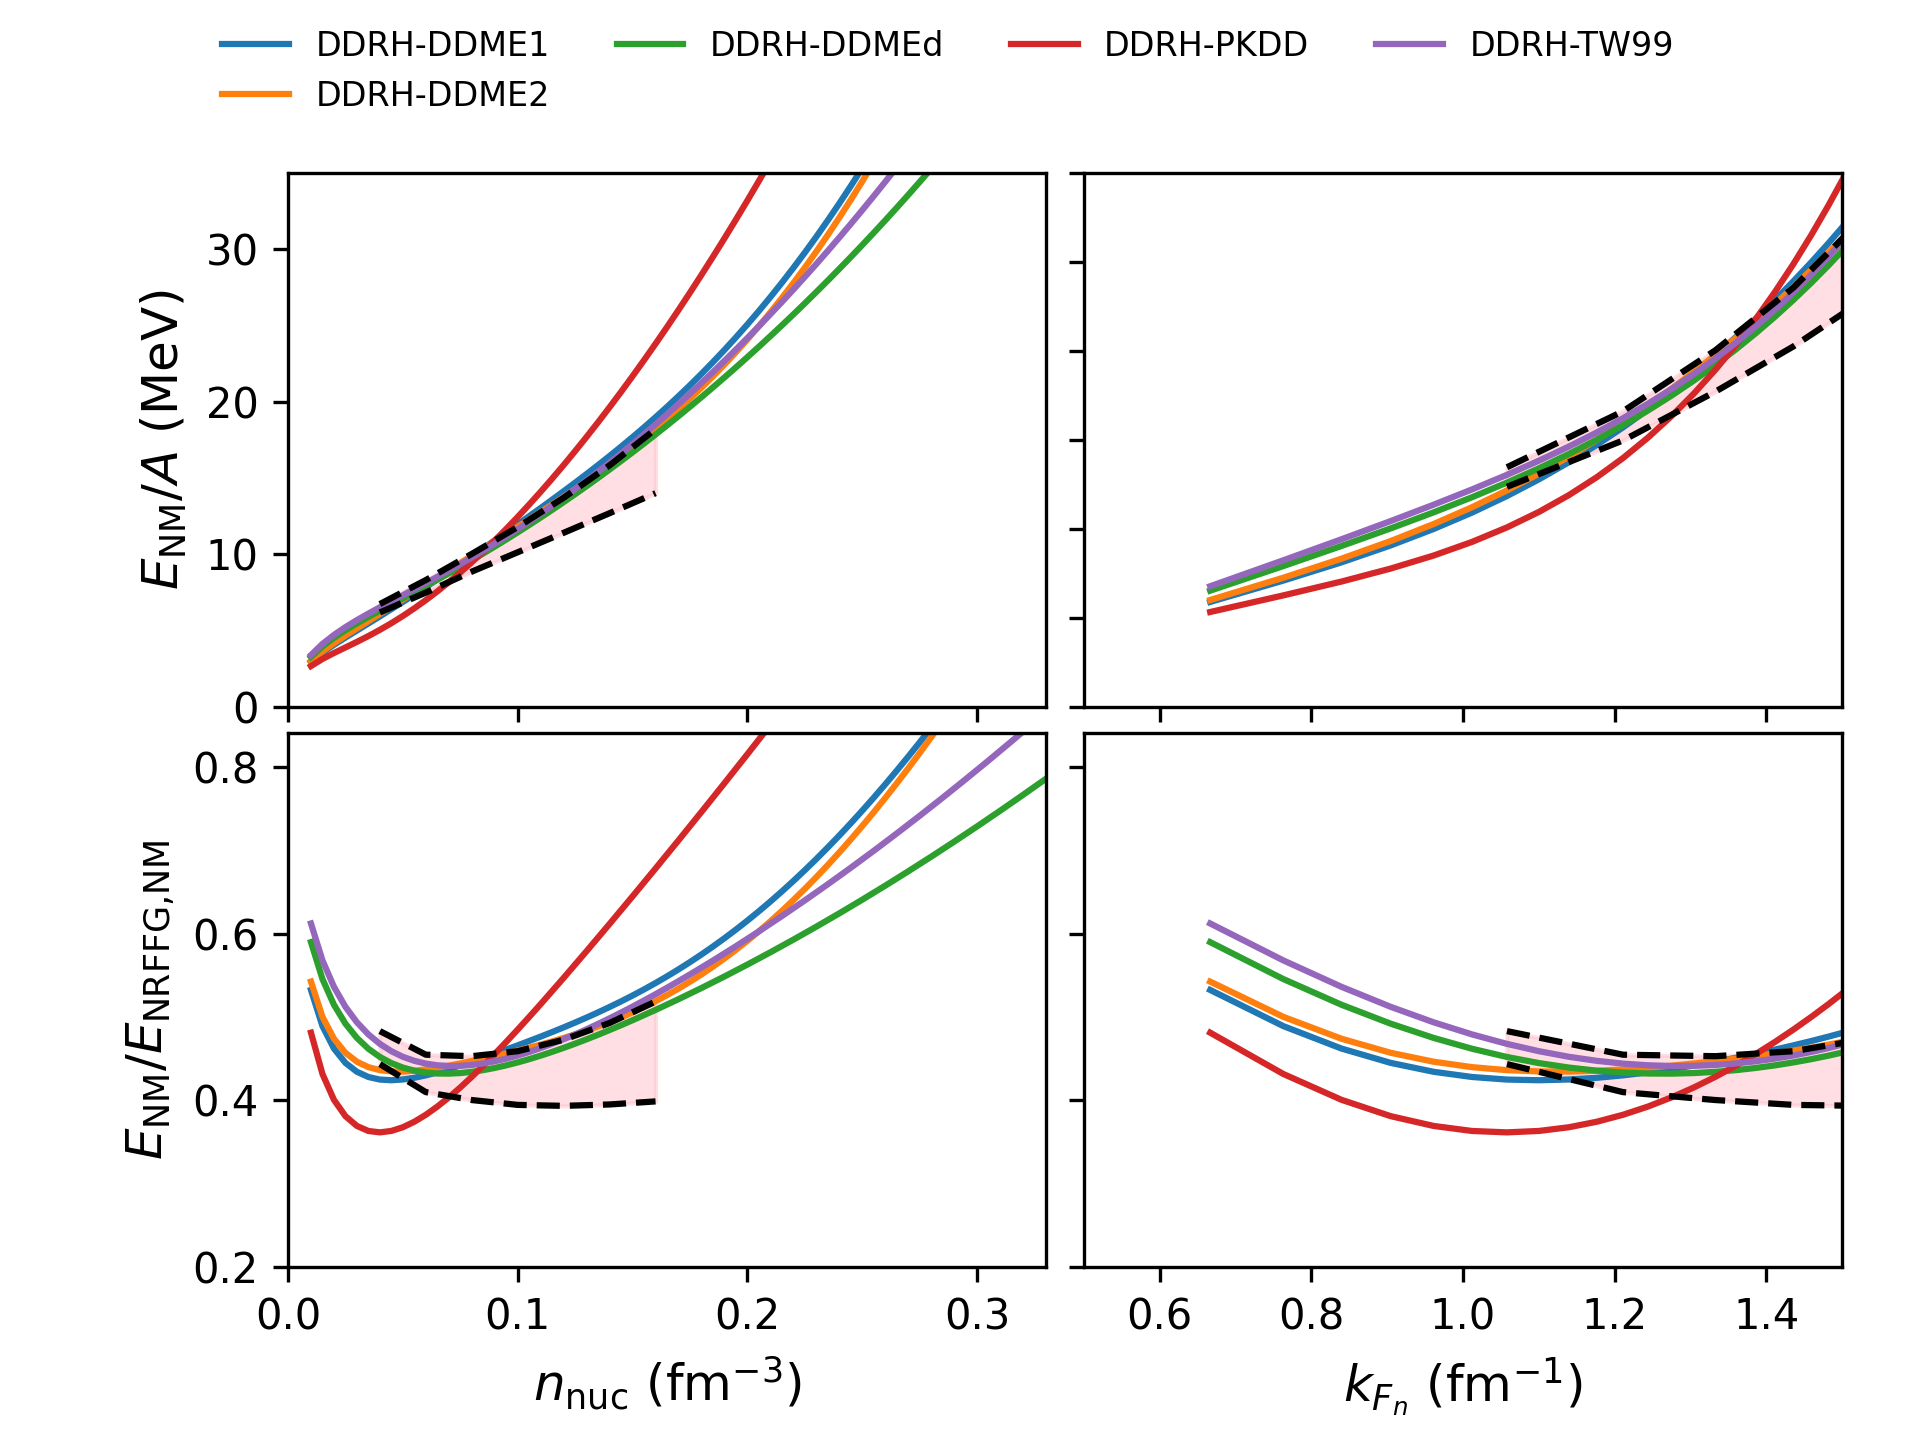 DDRH-DDME1 DDRH-DDMEd DDRH-PKDD DDRH-TW99
DDRH-DDME2
E_NM/A (MeV)
30
20
10
0
E_NM/E_NRFFG,NM
0.8
0.6
0.4
0.2
0.0 0.1 0.2 0.3
0.6 0.8 1.0 1.2 1.4
n_nuc (fm⁻³)
k_{F_n} (fm⁻¹)